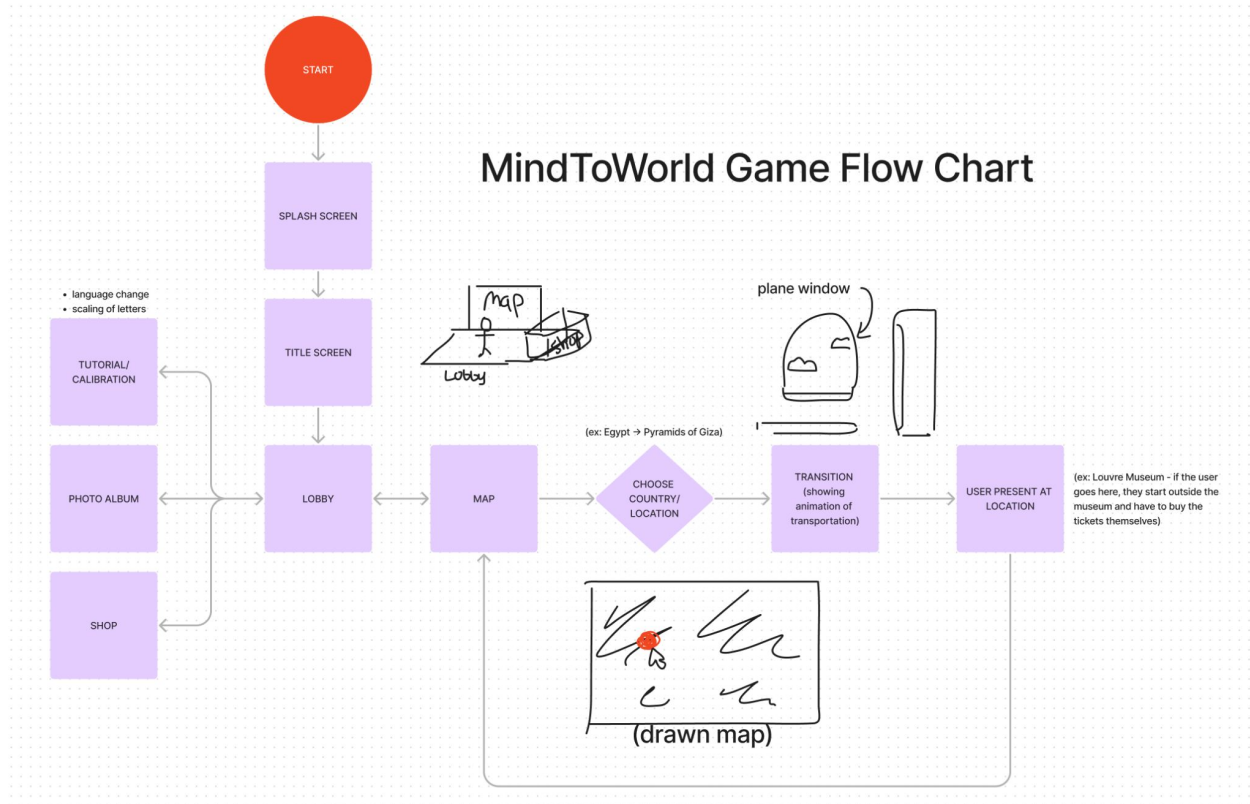 START
MindToWorld Game Flow Chart
SPLASH SCREEN
• language change
• scaling of letters
TITLE SCREEN
TUTORIAL/
CALIBRATION
map
shop
Lobby
plane window
(ex: Egypt → Pyramids of Giza)
PHOTO ALBUM
LOBBY
MAP
CHOOSE
COUNTRY/
LOCATION
TRANSITION
(showing
animation of
transportation)
USER PRESENT AT
LOCATION
(ex: Louvre Museum - if the user
goes here, they start outside the
museum and have to buy the
tickets themselves)
SHOP
(drawn map)